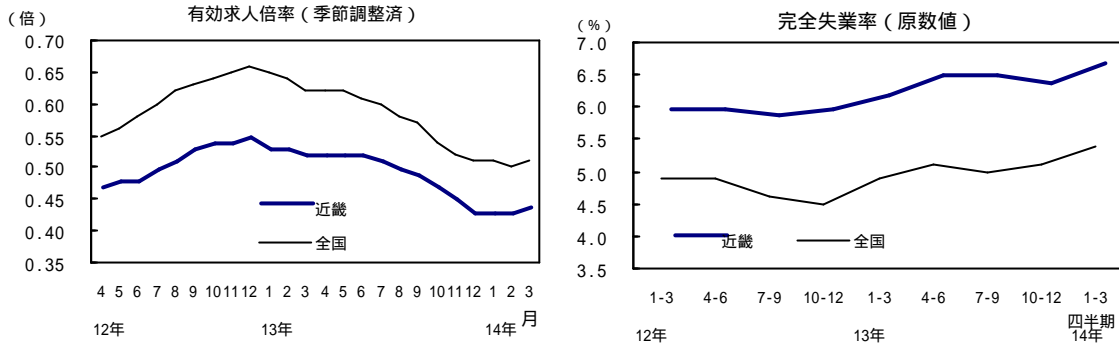 有効求人倍率（季節調整済）
（倍）
0.70
0.65
0.60
0.55
0.50
0.45
0.40
0.35
近畿
全国
4 5 6 7 8 9 10 11 12 1 2 3 4 5 6 7 8 9 10 11 12 1 2 3
月
12年 13年 14年
完全失業率（原数値）
（％）
7.0
6.5
6.0
5.5
5.0
4.5
4.0
3.5
近畿 全国
1-3 4-6 7-9 10-12 1-3 4-6 7-9 10-12 1-3
四半期
12年 13年 14年